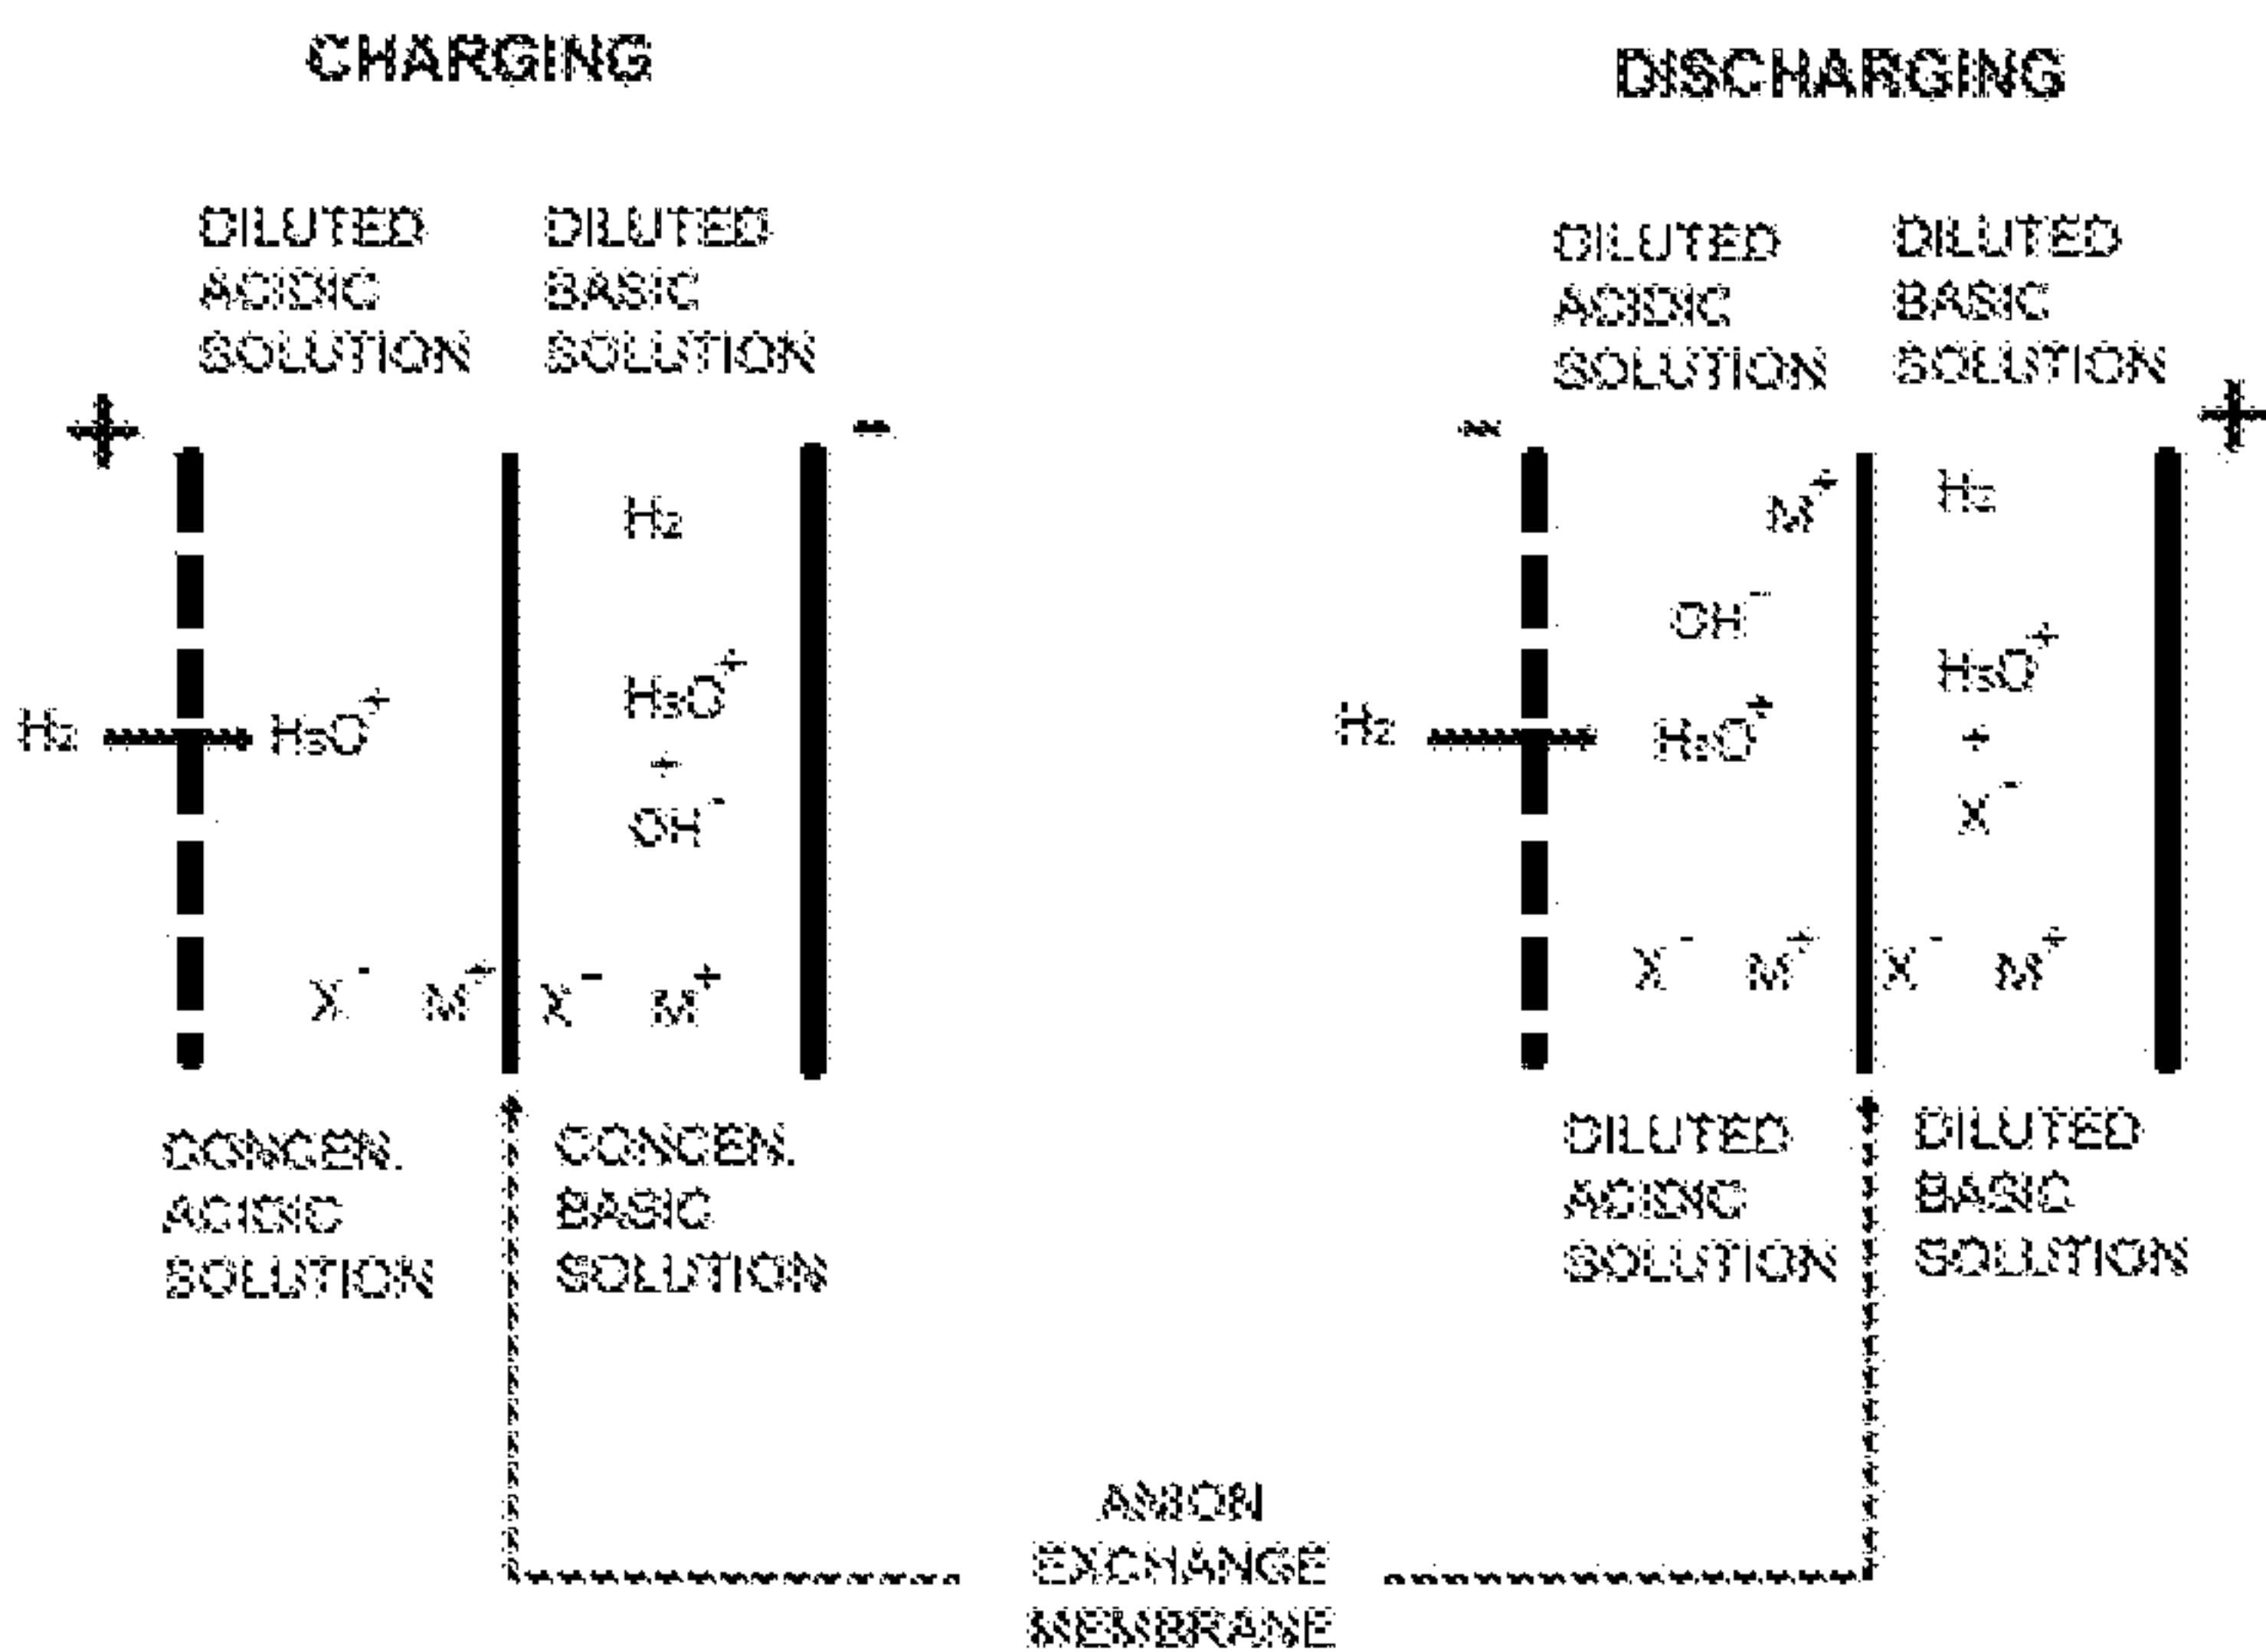 CHARGING
DILUTED
ACIDIC
SOLUTION
DILUTED
BASIC
SOLUTION
+
-
H₂
H₂
H₃O⁺
H₃O⁺
+
OH⁻
X⁻ M⁺ X⁻ M⁺
CONCEN.
ACIDIC
SOLUTION
CONCEN.
BASIC
SOLUTION
DISCHARGING
DILUTED
ACIDIC
SOLUTION
DILUTED
BASIC
SOLUTION
-
+
M⁺
H₂
OH⁻
H₂
H₃O⁺
H₃O⁺
+
X⁻
X⁻ M⁺ X⁻ M⁺
DILUTED
ACIDIC
SOLUTION
DILUTED
BASIC
SOLUTION
ANION
EXCHANGE
MEMBRANE